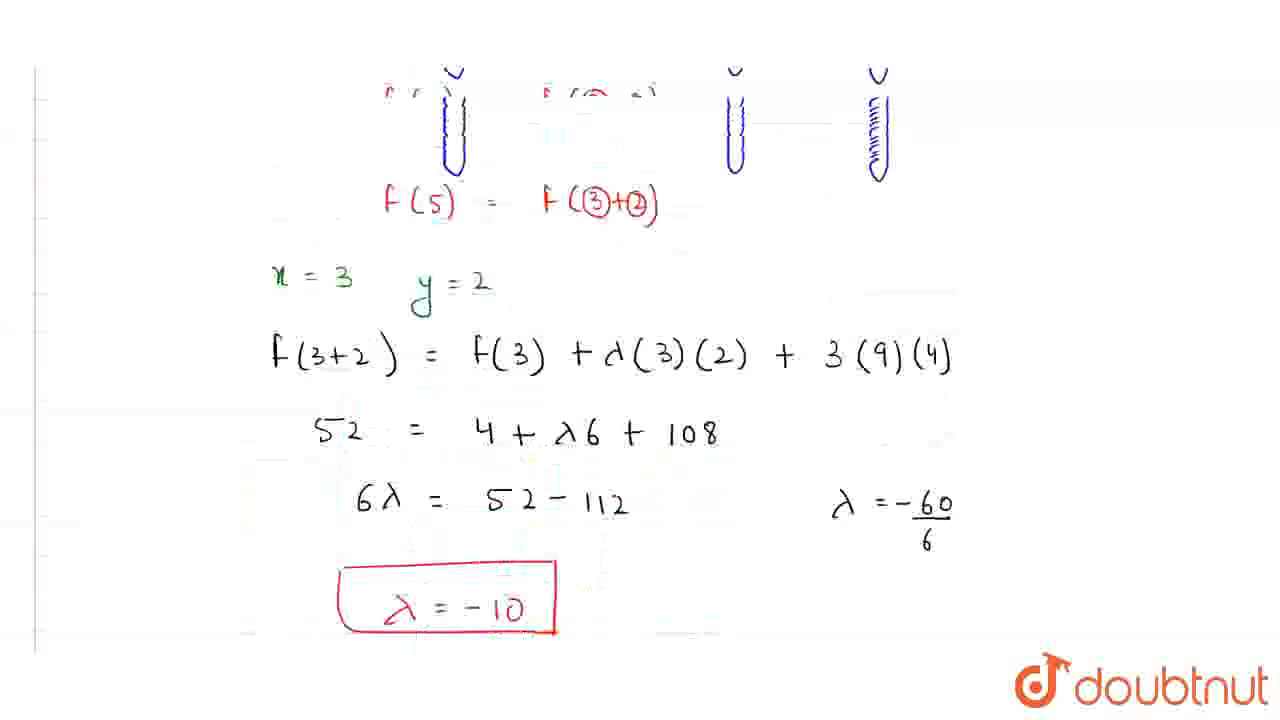 f(5) = f(3+2)
x = 3 y = 2
f(3+2) = f(3) + λ(3)(2) + 3(9)(4)
52 = 4 + λ6 + 108
6λ = 52 - 112 λ = -60/6
λ = -10
doubtnut